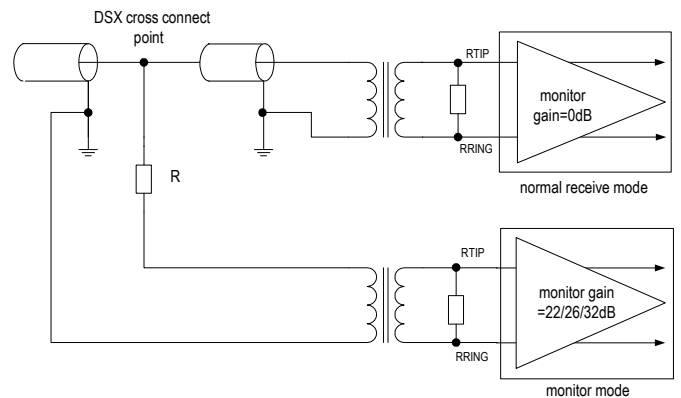 DSX cross connect
point
RTIP
monitor
gain=0dB
RRING
normal receive mode
R
RTIP
monitor gain
=22/26/32dB
RRING
monitor mode